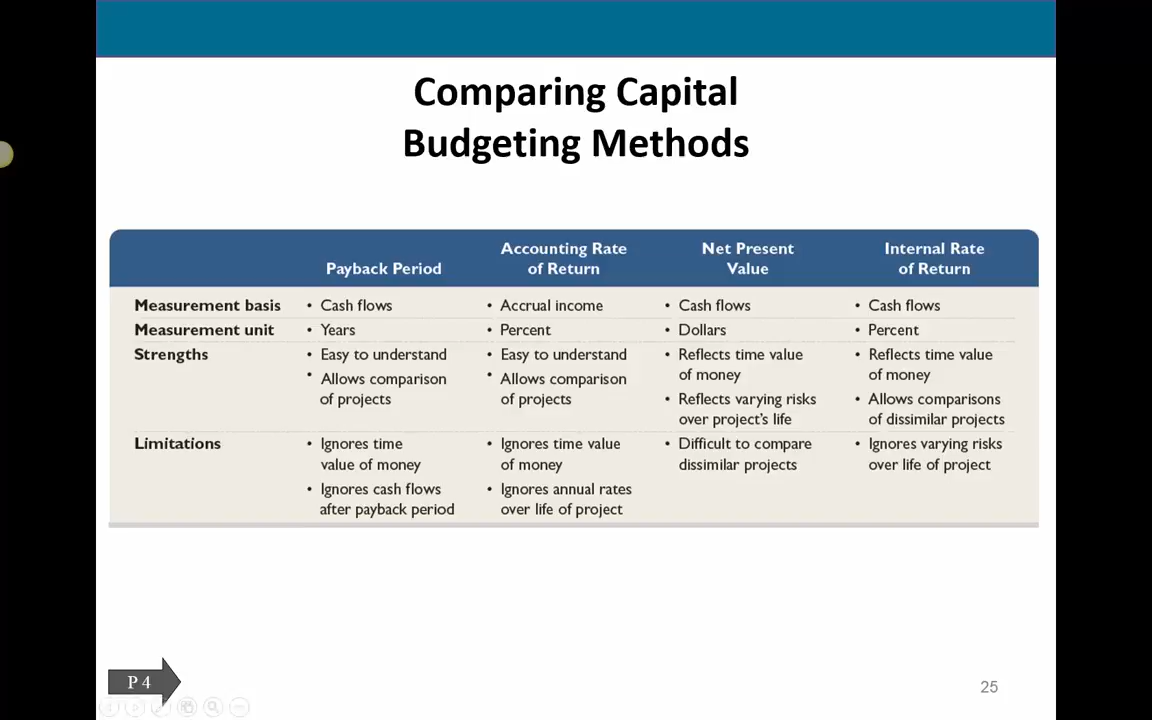 Comparing Capital
Budgeting Methods
Payback Period
Accounting Rate
of Return
Net Present
Value
Internal Rate
of Return
Measurement basis • Cash flows • Accrual income • Cash flows • Cash flows
Measurement unit • Years • Percent • Dollars • Percent
Strengths
• Easy to understand
• Allows comparison
of projects
• Easy to understand
• Allows comparison
of projects
• Reflects time value
of money
• Reflects varying risks
over project's life
• Reflects time value
of money
• Allows comparisons
of dissimilar projects
Limitations
• Ignores time
value of money
• Ignores cash flows
after payback period
• Ignores time value
of money
• Ignores annual rates
over life of project
• Difficult to compare
dissimilar projects
• Ignores varying risks
over life of project
P 4
25